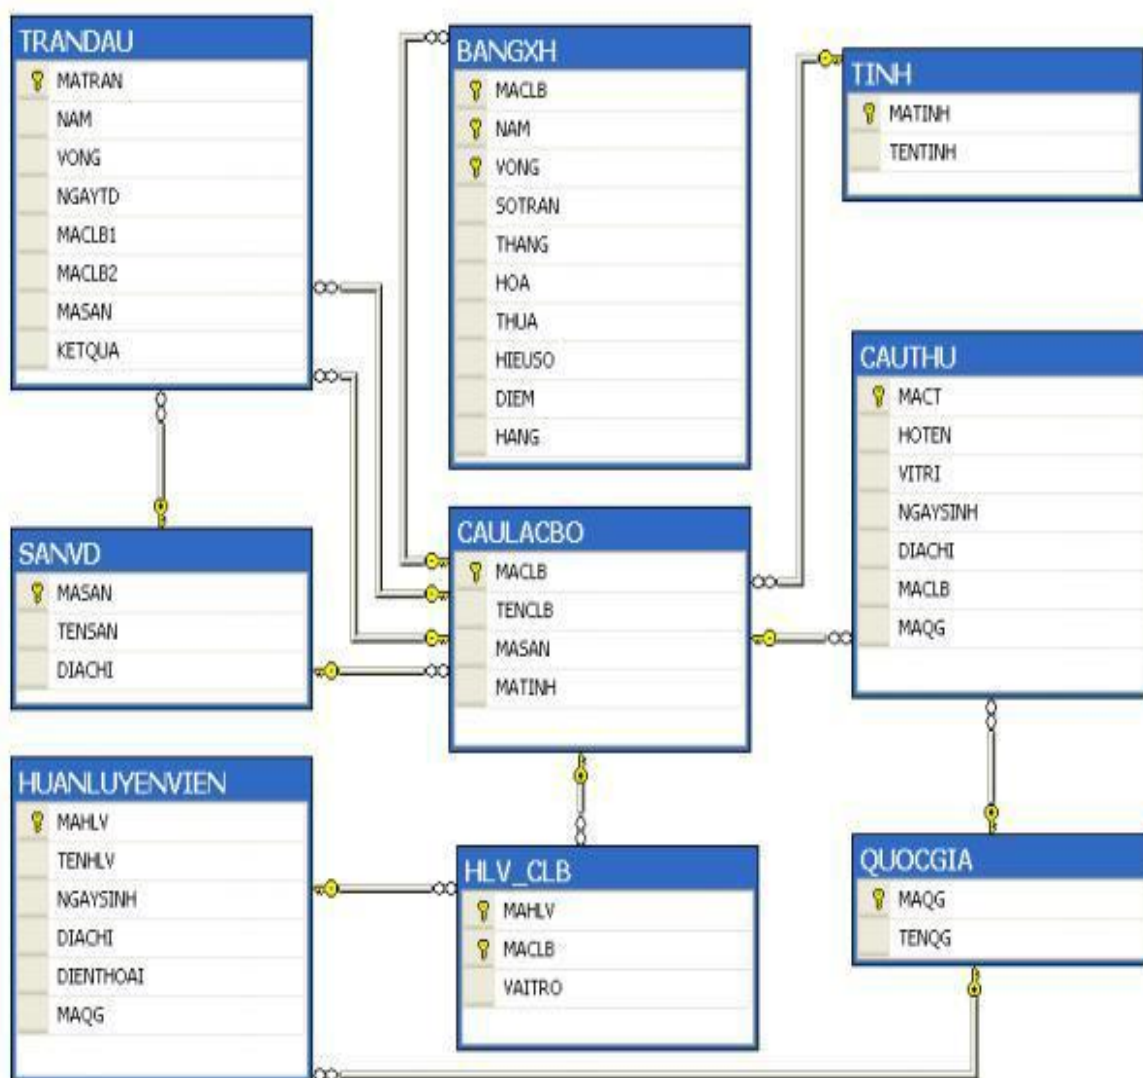 TRANDAU
MATRAN
NAM
VONG
NGAYTD
MACLB1
MACLB2
MASAN
KETQUA
BANGXH
MACLB
NAM
VONG
SOTRAN
THANG
HOA
THUA
HIEUSO
DIEM
HANG
TINH
MATINH
TENTINH
CAUTHU
MACT
HOTEN
VITRI
NGAYSINH
DIACHI
MACLB
MAQG
SANVD
MASAN
TENSAN
DIACHI
CAULACBO
MACLB
TENCLB
MASAN
MATINH
HUANLUYENVIEN
MAHLV
TENHLV
NGAYSINH
DIACHI
DIENTHOAI
MAQG
HLV_CLB
MAHLV
MACLB
VAITRO
QUOCGIA
MAQG
TENQG